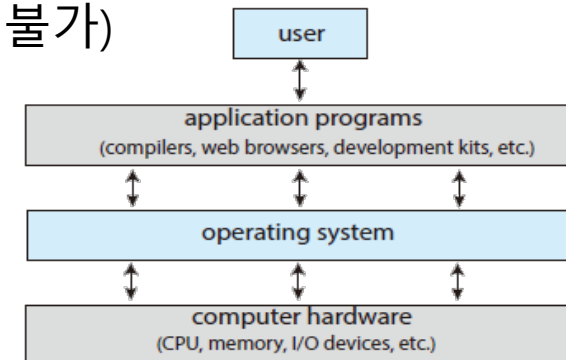 불가)
user
application programs
(compilers, web browsers, development kits, etc.)
operating system
computer hardware
(CPU, memory, I/O devices, etc.)